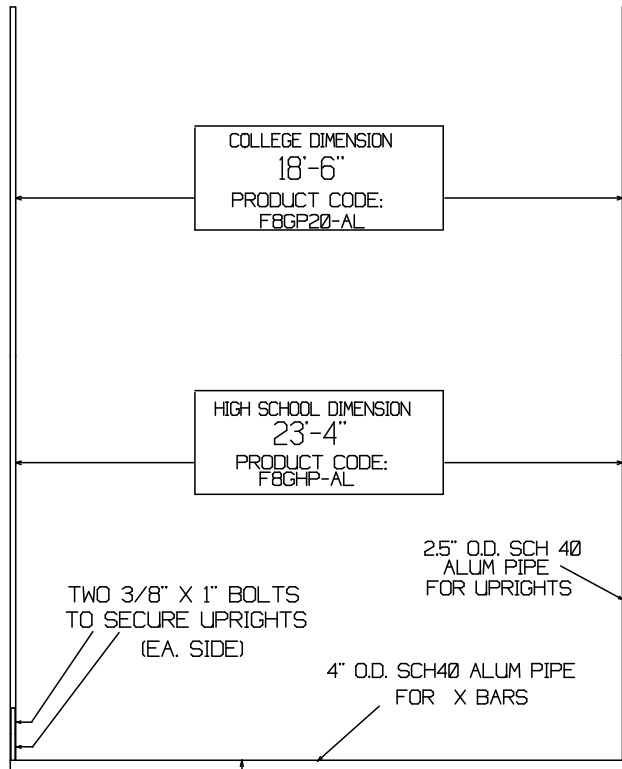 COLLEGE DIMENSION
18'-6"
PRODUCT CODE:
F8GP20-AL
HIGH SCHOOL DIMENSION
23'-4"
PRODUCT CODE:
F8GHP-AL
2.5" O.D. SCH 40
ALUM PIPE
FOR UPRIGHTS
TWO 3/8" X 1" BOLTS
TO SECURE UPRIGHTS
(EA. SIDE)
4" O.D. SCH40 ALUM PIPE
FOR X BARS